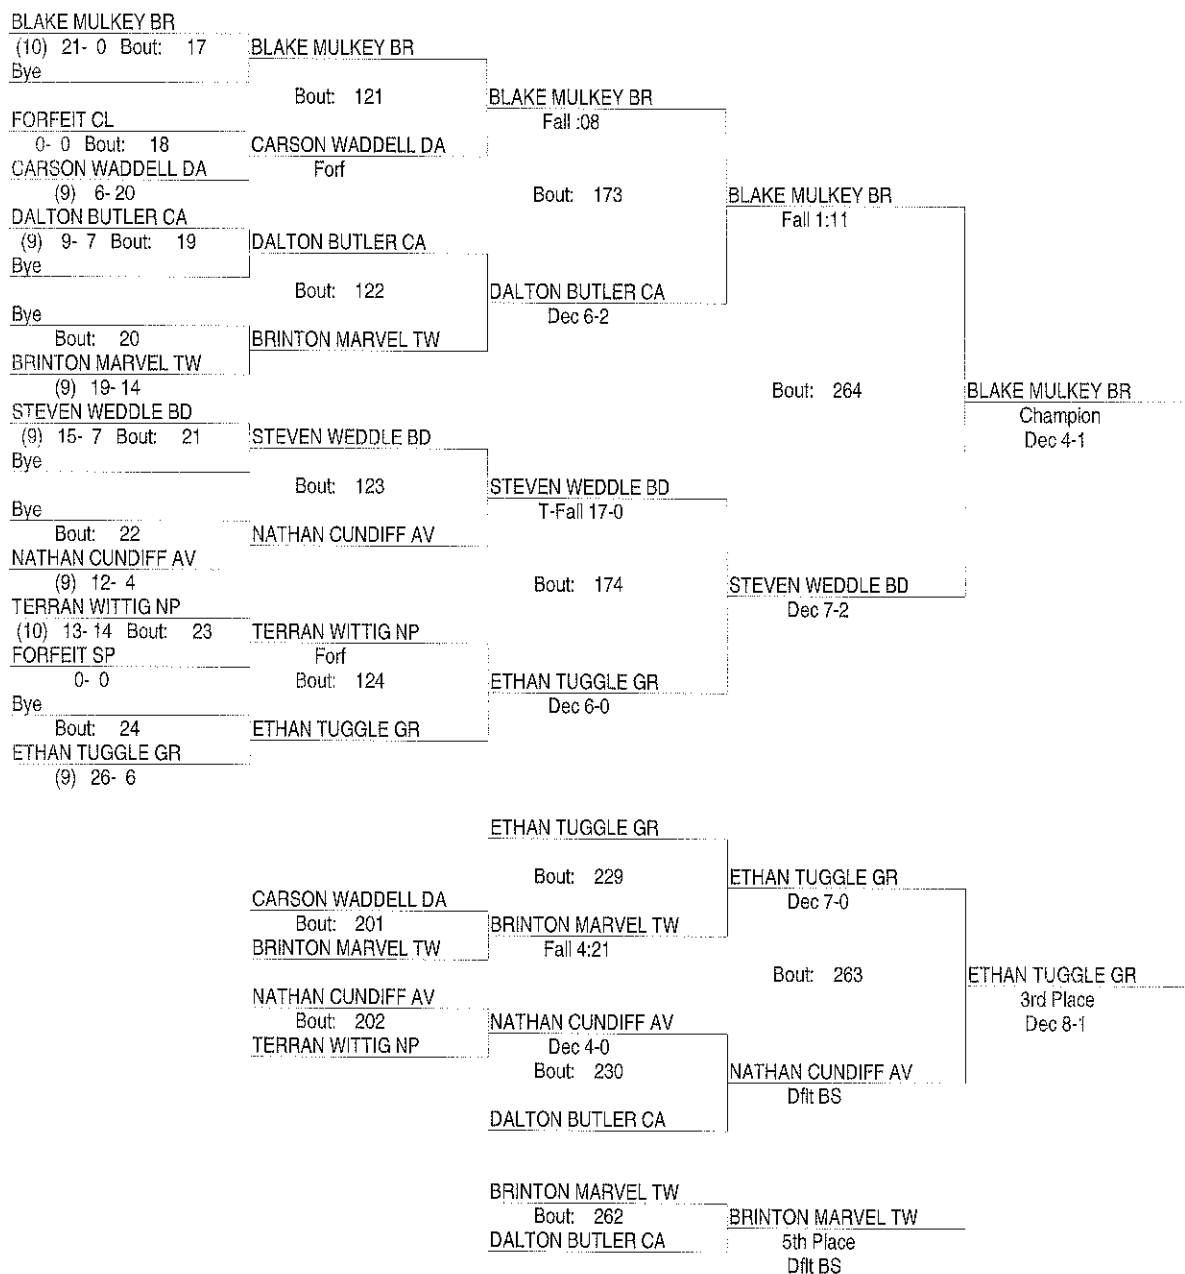 BLAKE MULKEY BR
(10) 21- 0 Bout: 17
Bye
BLAKE MULKEY BR
Bout: 121
FORFEIT CL
0- 0 Bout: 18
CARSON WADDELL DA
(9) 6-20
CARSON WADDELL DA
Forf
BLAKE MULKEY BR
Fall :08
Bout: 173
DALTON BUTLER CA
(9) 9- 7 Bout: 19
Bye
DALTON BUTLER CA
Bout: 122
Bye
Bout: 20
BRINTON MARVEL TW
(9) 19-14
BRINTON MARVEL TW
DALTON BUTLER CA
Dec 6-2
BLAKE MULKEY BR
Fall 1:11
Bout: 264
STEVEN WEDDLE BD
(9) 15- 7 Bout: 21
Bye
STEVEN WEDDLE BD
Bout: 123
Bye
Bout: 22
NATHAN CUNDIFF AV
(9) 12- 4
NATHAN CUNDIFF AV
STEVEN WEDDLE BD
T-Fall 17-0
Bout: 174
TERRAN WITTIG NP
(10) 13-14 Bout: 23
FORFEIT SP
0- 0
TERRAN WITTIG NP
Forf
Bout: 124
Bye
Bout: 24
ETHAN TUGGLE GR
(9) 26- 6
ETHAN TUGGLE GR
ETHAN TUGGLE GR
Dec 6-0
STEVEN WEDDLE BD
Dec 7-2
BLAKE MULKEY BR
Champion
Dec 4-1
ETHAN TUGGLE GR
Bout: 229
CARSON WADDELL DA
Bout: 201
BRINTON MARVEL TW
BRINTON MARVEL TW
Fall 4:21
ETHAN TUGGLE GR
Dec 7-0
Bout: 263
NATHAN CUNDIFF AV
Bout: 202
TERRAN WITTIG NP
NATHAN CUNDIFF AV
Dec 4-0
Bout: 230
DALTON BUTLER CA
NATHAN CUNDIFF AV
Dflt BS
ETHAN TUGGLE GR
3rd Place
Dec 8-1
BRINTON MARVEL TW
Bout: 262
DALTON BUTLER CA
BRINTON MARVEL TW
5th Place
Dflt BS